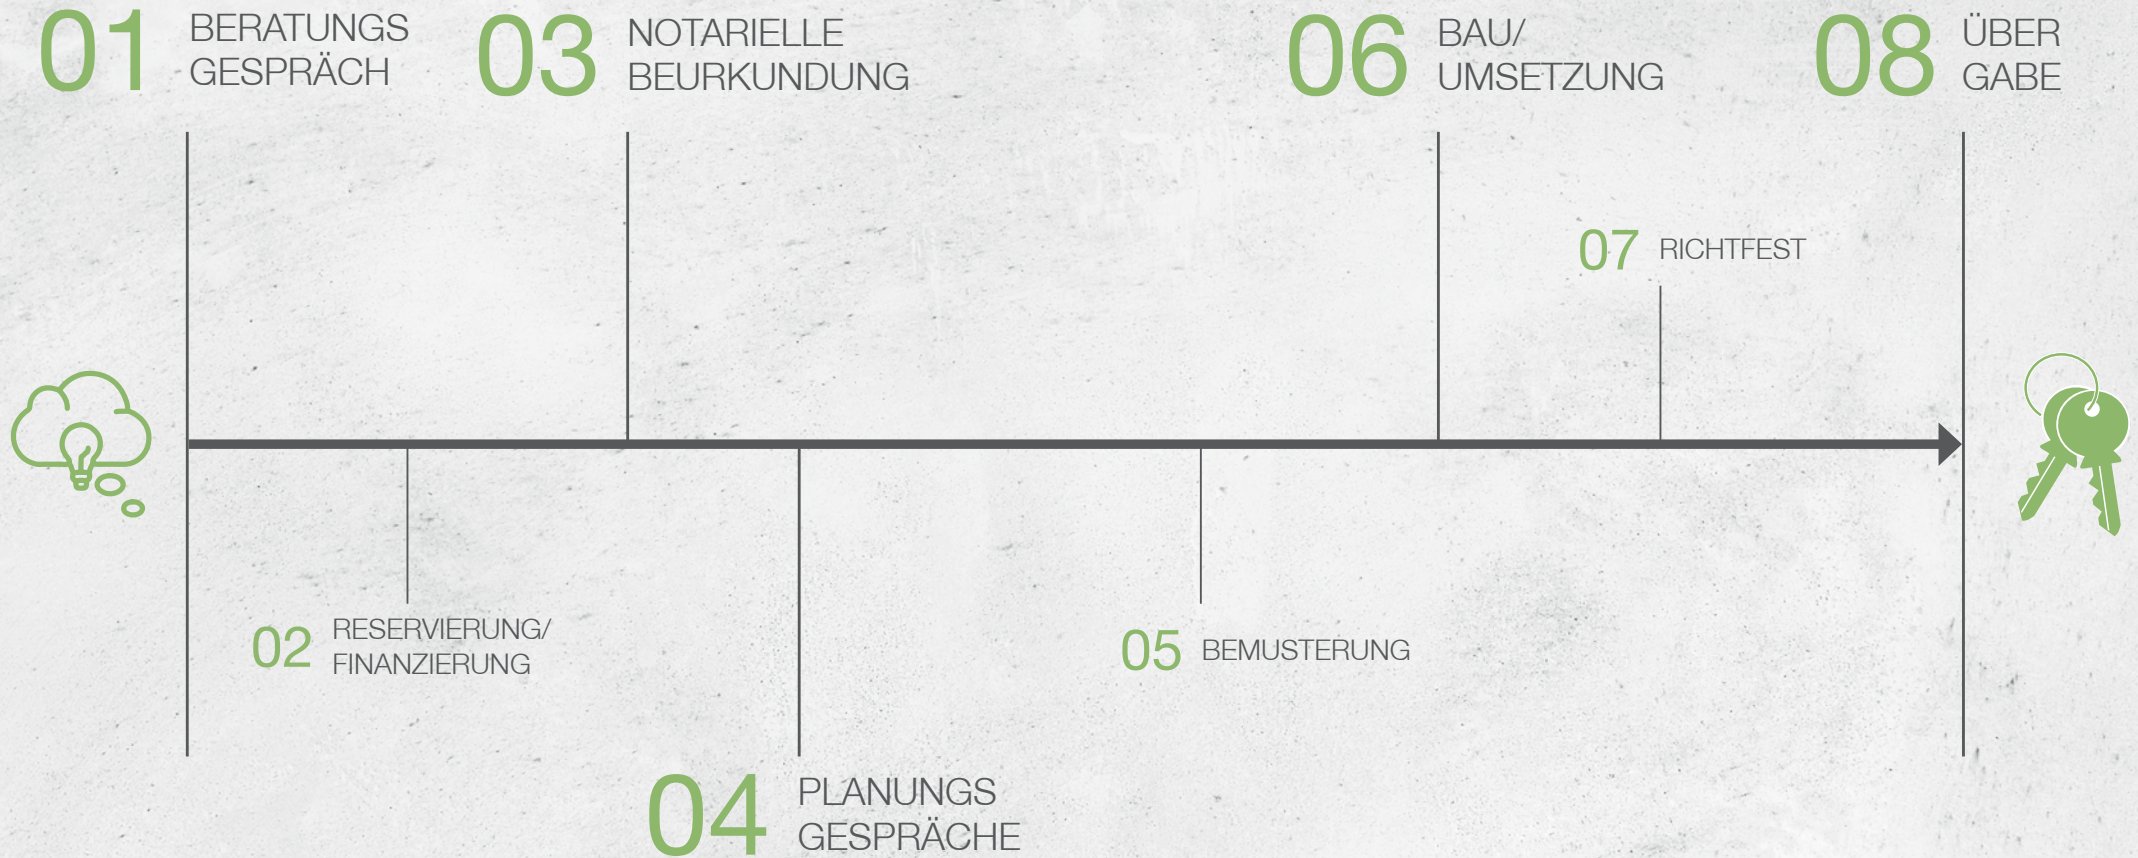 01 BERATUNGS
GESPRÄCH
02 RESERVIERUNG/
FINANZIERUNG
03 NOTARIELLE
BEURKUNDUNG
04 PLANUNGS
GESPRÄCHE
05 BEMUSTERUNG
06 BAU/
UMSETZUNG
07 RICHTFEST
08 ÜBER
GABE